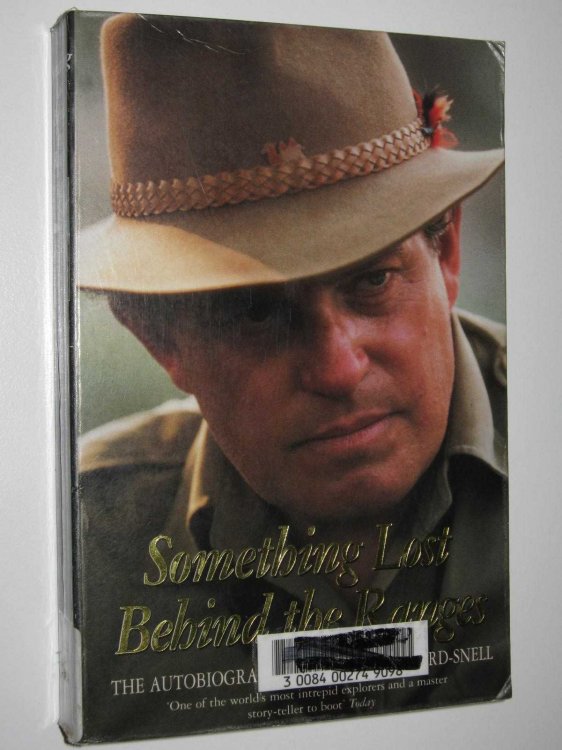 Something Lost
Behind the Ranges
THE AUTOBIOGRA RD-SNELL
3 0084 00274 9098
'One of the world's most intrepid explorers and a master
story-teller to boot' Today